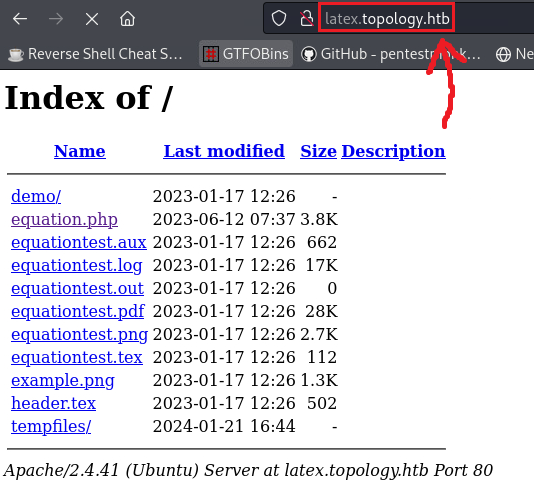 latex.topology.htb
Reverse Shell Cheat S… GTFOBins GitHub - pentestm k… Ne
Index of /
Name Last modified Size Description
demo/ 2023-01-17 12:26 -
equation.php 2023-06-12 07:37 3.8K
equationtest.aux 2023-01-17 12:26 662
equationtest.log 2023-01-17 12:26 17K
equationtest.out 2023-01-17 12:26 0
equationtest.pdf 2023-01-17 12:26 28K
equationtest.png 2023-01-17 12:26 2.7K
equationtest.tex 2023-01-17 12:26 112
example.png 2023-01-17 12:26 1.3K
header.tex 2023-01-17 12:26 502
tempfiles/ 2024-01-21 16:44 -
Apache/2.4.41 (Ubuntu) Server at latex.topology.htb Port 80